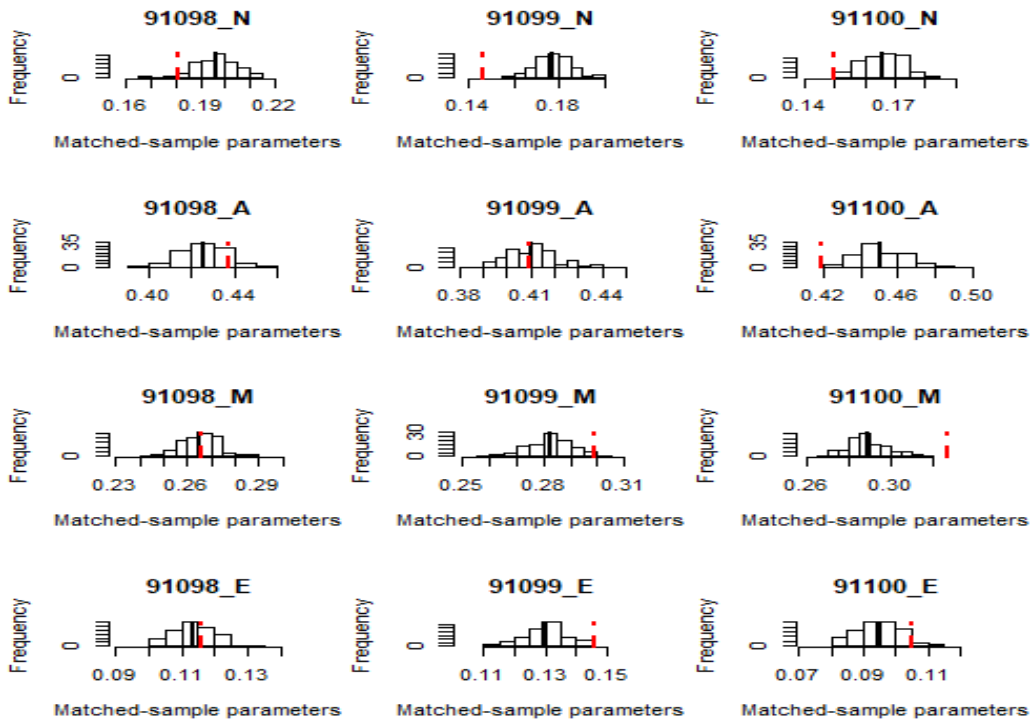 91098_N 91099_N 91100_N
Frequency 0 Frequency 0 Frequency 0
0.16 0.19 0.22 0.14 0.18 0.14 0.17
Matched-sample parameters Matched-sample parameters Matched-sample parameters
91098_A 91099_A 91100_A
Frequency 0 35 Frequency 0 Frequency 0 35
0.40 0.44 0.38 0.41 0.44 0.42 0.46 0.50
Matched-sample parameters Matched-sample parameters Matched-sample parameters
91098_M 91099_M 91100_M
Frequency 0 Frequency 0 30 Frequency 0
0.23 0.26 0.29 0.25 0.28 0.31 0.26 0.30
Matched-sample parameters Matched-sample parameters Matched-sample parameters
91098_E 91099_E 91100_E
Frequency 0 Frequency 0 Frequency 0
0.09 0.11 0.13 0.11 0.13 0.15 0.07 0.09 0.11
Matched-sample parameters Matched-sample parameters Matched-sample parameters